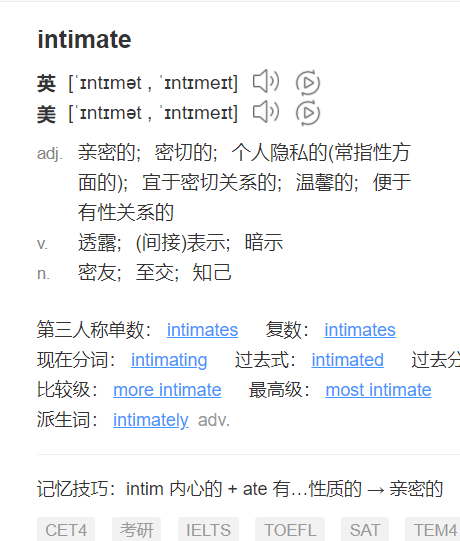 intimate
英 [ˈɪntɪmət , ˈɪntɪmeɪt]
美 [ˈɪntɪmət , ˈɪntɪmeɪt]
adj. 亲密的；密切的；个人隐私的(常指性方
面的)；宜于密切关系的；温馨的；便于
有性关系的
v. 透露；(间接)表示；暗示
n. 密友；至交；知己
第三人称单数： intimates 复数： intimates
现在分词： intimating 过去式： intimated 过去分
比较级： more intimate 最高级： most intimate
派生词： intimately adv.
记忆技巧：intim 内心的 + ate 有…性质的 → 亲密的
CET4 考研 IELTS TOEFL SAT TEM4